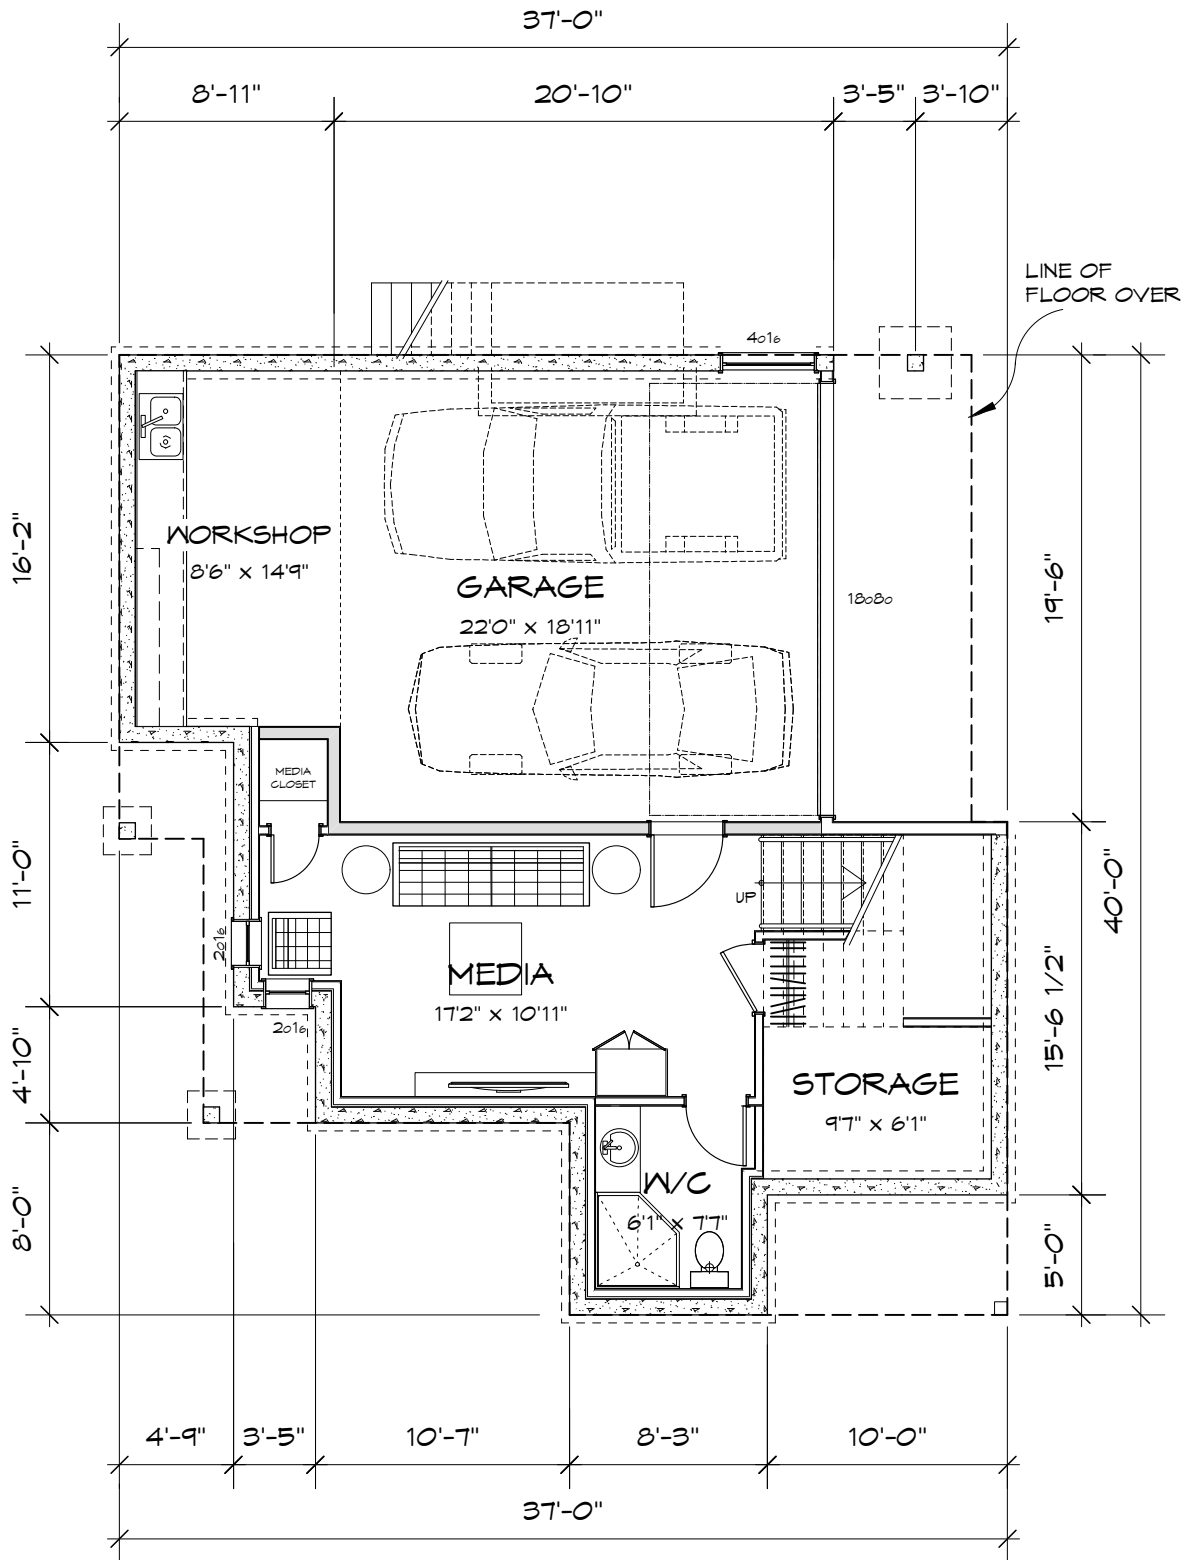 37'-0"
8'-11"
20'-10"
3'-5"
3'-10"
LINE OF
FLOOR OVER
4016
WORKSHOP
8'6" x 14'9"
GARAGE
22'0" x 18'11"
18080
16'-2"
19'-6"
MEDIA
CLOSET
11'-0"
40'-0"
UP
2016
MEDIA
17'2" x 10'11"
2016
4'-10"
15'-6 1/2"
STORAGE
9'7" x 6'1"
W/C
6'1" x 7'7"
8'-0"
5'-0"
4'-9"
3'-5"
10'-7"
8'-3"
10'-0"
37'-0"